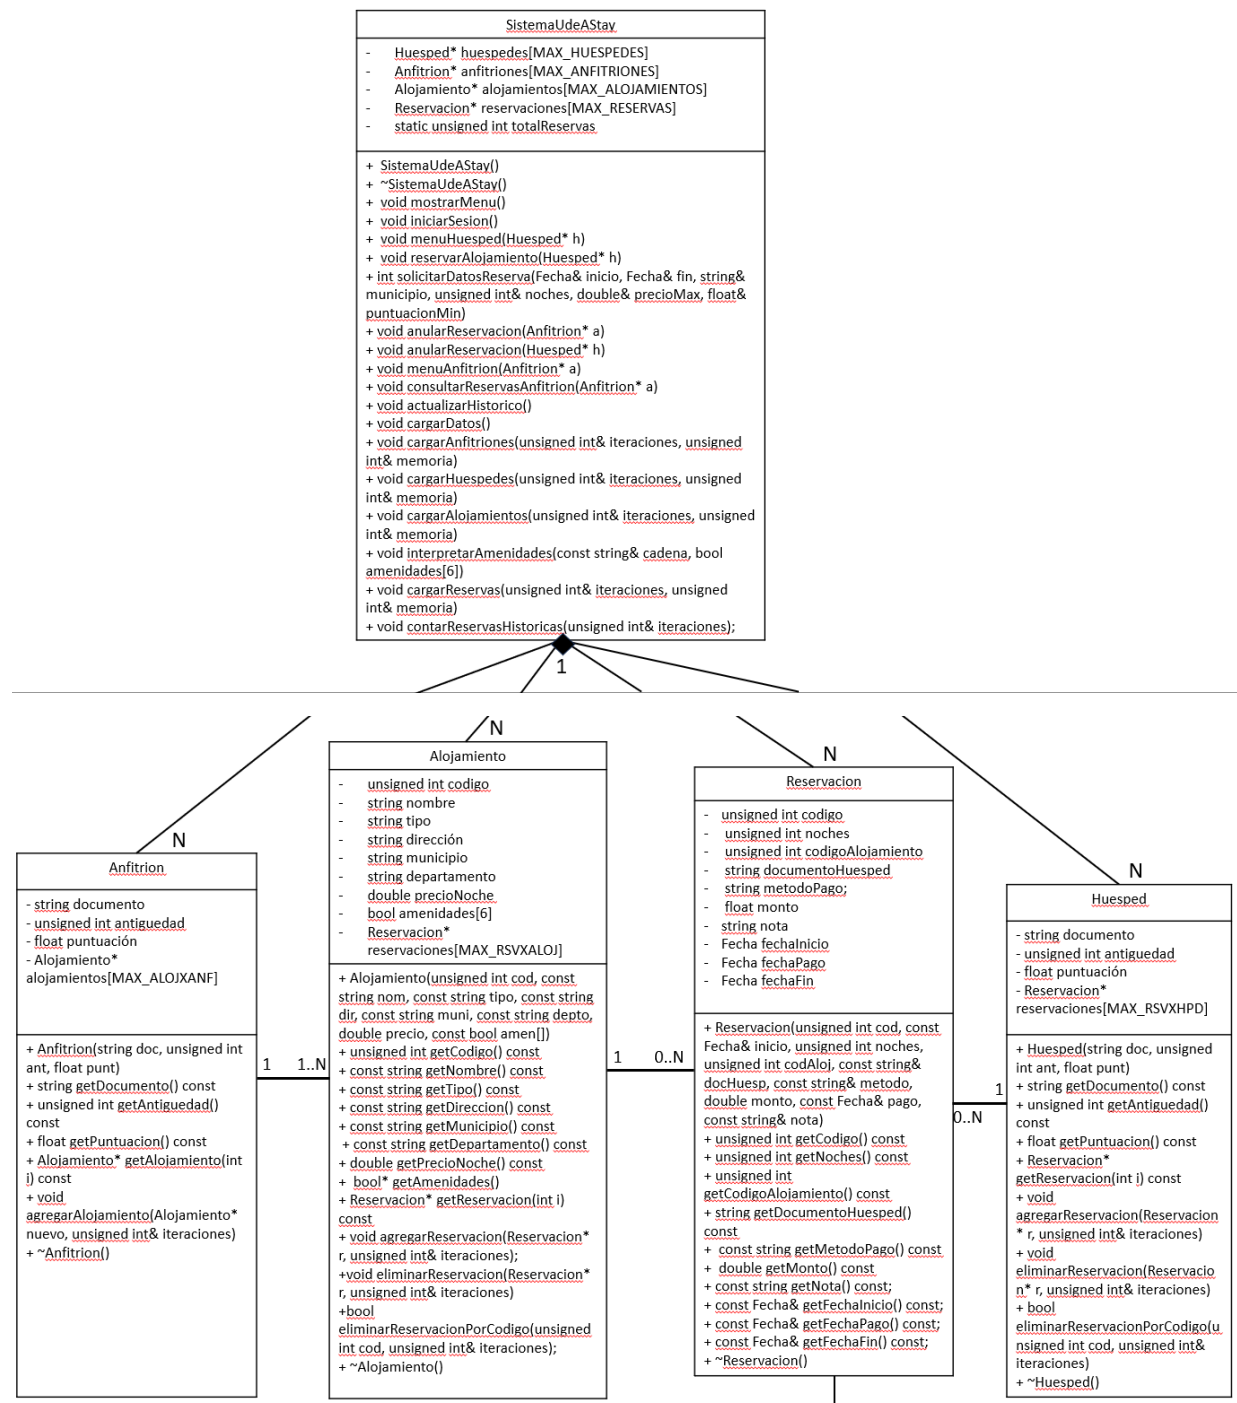 SistemaUdeAStay
- Huesped* huespedes[MAX_HUESPEDES]
- Anfitrion* anfitriones[MAX_ANFITRIONES]
- Alojamiento* alojamientos[MAX_ALOJAMIENTOS]
- Reservacion* reservaciones[MAX_RESERVAS]
- static unsigned int totalReservas
+ SistemaUdeAStay()
+ ~SistemaUdeAStay()
+ void mostrarMenu()
+ void iniciarSesion()
+ void menuHuesped(Huesped* h)
+ void reservarAlojamiento(Huesped* h)
+ int solicitarDatosReserva(Fecha& inicio, Fecha& fin, string&
municipio, unsigned int& noches, double& precioMax, float&
puntuacionMin)
+ void anularReservacion(Anfitrion* a)
+ void anularReservacion(Huesped* h)
+ void menuAnfitrion(Anfitrion* a)
+ void consultarReservasAnfitrion(Anfitrion* a)
+ void actualizarHistorico()
+ void cargarDatos()
+ void cargarAnfitriones(unsigned int& iteraciones, unsigned
int& memoria)
+ void cargarHuespedes(unsigned int& iteraciones, unsigned
int& memoria)
+ void cargarAlojamientos(unsigned int& iteraciones, unsigned
int& memoria)
+ void interpretarAmenidades(const string& cadena, bool
amenidades[6])
+ void cargarReservas(unsigned int& iteraciones, unsigned
int& memoria)
+ void contarReservasHistoricas(unsigned int& iteraciones);
1
N
N
N
N
Anfitrion
- string documento
- unsigned int antiguedad
- float puntuación
- Alojamiento*
alojamientos[MAX_ALOJXANF]
+ Anfitrion(string doc, unsigned int
ant, float punt)
+ string getDocumento() const
+ unsigned int getAntiguedad()
const
+ float getPuntuacion() const
+ Alojamiento* getAlojamiento(int
i) const
+ void
agregarAlojamiento(Alojamiento*
nuevo, unsigned int& iteraciones)
+ ~Anfitrion()
1 1..N
Alojamiento
- unsigned int codigo
- string nombre
- string tipo
- string dirección
- string municipio
- string departamento
- double precioNoche
- bool amenidades[6]
- Reservacion*
reservaciones[MAX_RSVXALOJ]
+ Alojamiento(unsigned int cod, const
string nom, const string tipo, const string
dir, const string muni, const string depto,
double precio, const bool amen[])
+ unsigned int getCodigo() const
+ const string getNombre() const
+ const string getTipo() const
+ const string getDireccion() const
+ const string getMunicipio() const
+ const string getDepartamento() const
+ double getPrecioNoche() const
+ bool* getAmenidades()
+ Reservacion* getReservacion(int i)
const
+ void agregarReservacion(Reservacion*
r, unsigned int& iteraciones);
+void eliminarReservacion(Reservacion*
r, unsigned int& iteraciones)
+bool
eliminarReservacionPorCodigo(unsigned
int cod, unsigned int& iteraciones);
+ ~Alojamiento()
1 0..N
Reservacion
- unsigned int codigo
- unsigned int noches
- unsigned int codigoAlojamiento
- string documentoHuesped
- string metodoPago;
- float monto
- string nota
- Fecha fechaInicio
- Fecha fechaPago
- Fecha fechaFin
+ Reservacion(unsigned int cod, const
Fecha& inicio, unsigned int noches,
unsigned int codAloj, const string&
docHuesp, const string& metodo,
double monto, const Fecha& pago,
const string& nota)
+ unsigned int getCodigo() const
+ unsigned int getNoches() const
+ unsigned int
getCodigoAlojamiento() const
+ string getDocumentoHuesped()
const
+ const string getMetodoPago() const
+ double getMonto() const
+ const string getNota() const;
+ const Fecha& getFechaInicio() const;
+ const Fecha& getFechaPago() const;
+ const Fecha& getFechaFin() const;
+ ~Reservacion()
1
0..N
Huesped
- string documento
- unsigned int antiguedad
- float puntuación
- Reservacion*
reservaciones[MAX_RSVXHPD]
+ Huesped(string doc, unsigned
int ant, float punt)
+ string getDocumento() const
+ unsigned int getAntiguedad()
const
+ float getPuntuacion() const
+ Reservacion*
getReservacion(int i) const
+ void
agregarReservacion(Reservacion
* r, unsigned int& iteraciones)
+ void
eliminarReservacion(Reservacio
n* r, unsigned int& iteraciones)
+ bool
eliminarReservacionPorCodigo(u
nsigned int cod, unsigned int&
iteraciones)
+ ~Huesped()